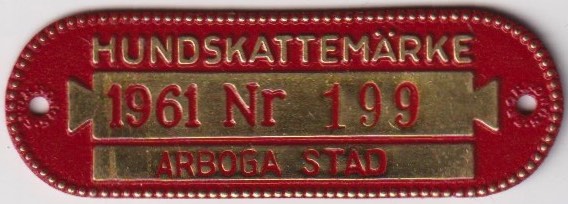 HUNDSKATTEMÄRKE
1961 Nr 199
ARBOGA STAD